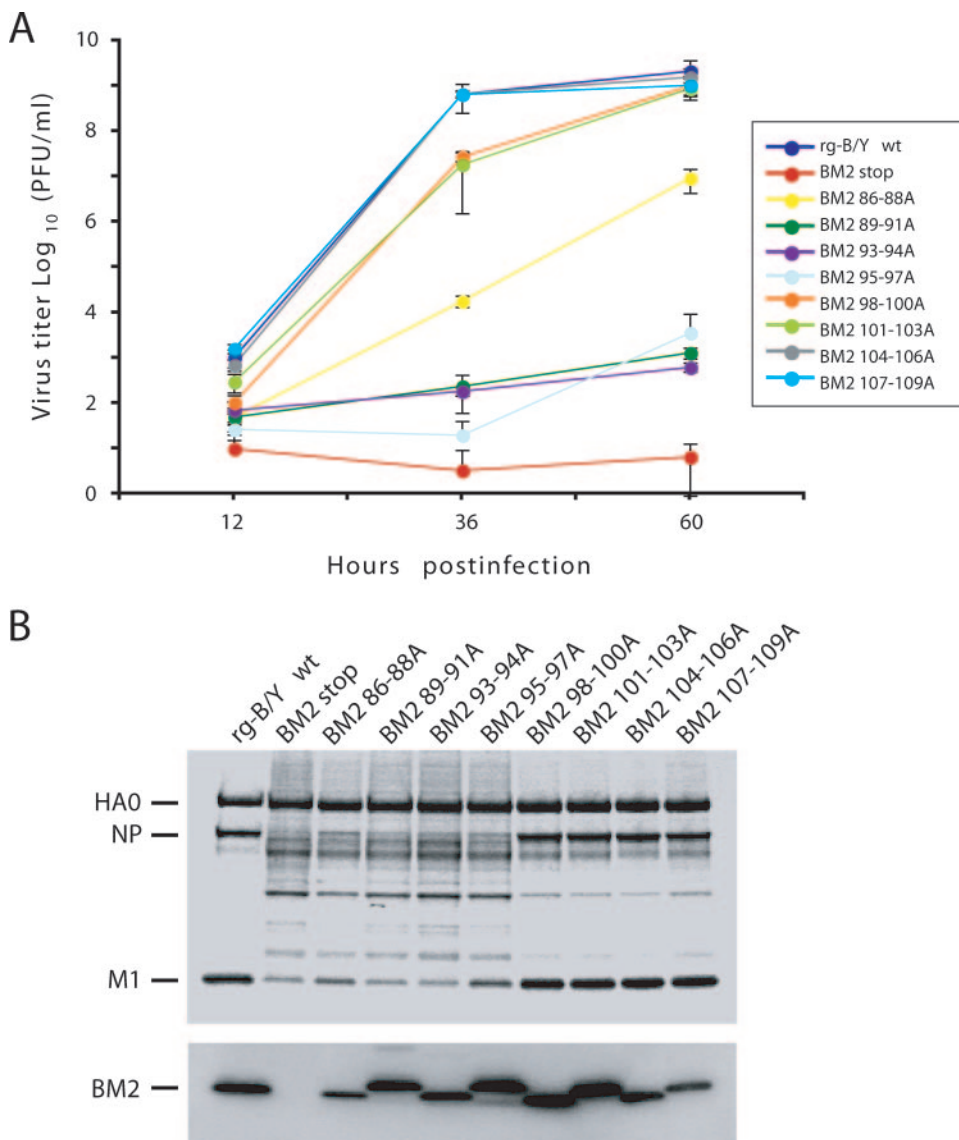 A
Virus titer Log 10 (PFU/ml)
10
8
6
4
2
0
12 36 60
Hours postinfection
rg-B/Y wt
BM2 stop
BM2 86-88A
BM2 89-91A
BM2 93-94A
BM2 95-97A
BM2 98-100A
BM2 101-103A
BM2 104-106A
BM2 107-109A
B
rg-B/Y wt
BM2 stop
BM2 86-88A
BM2 89-91A
BM2 93-94A
BM2 95-97A
BM2 98-100A
BM2 101-103A
BM2 104-106A
BM2 107-109A
HA0
NP
M1
BM2